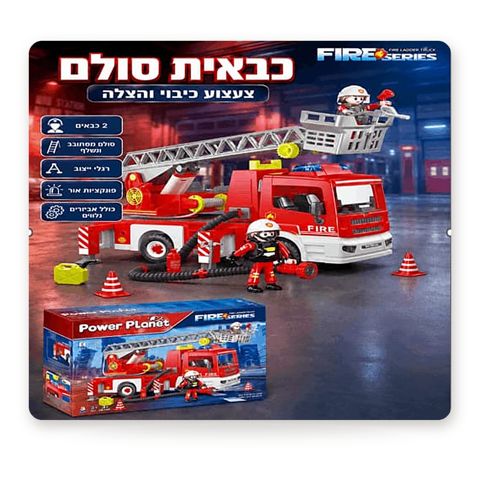 FIRE SERIES
FIRE LADDER TRUCK
כבאית סולם
צעצוע כיבוי והצלה
2 כבאים
סולם מסתובב
ונשלף
רגלי ייצוב
פונקציות אור
כולל אביזרים
נלווים
FIRE
Power Planet
FIRE SERIES